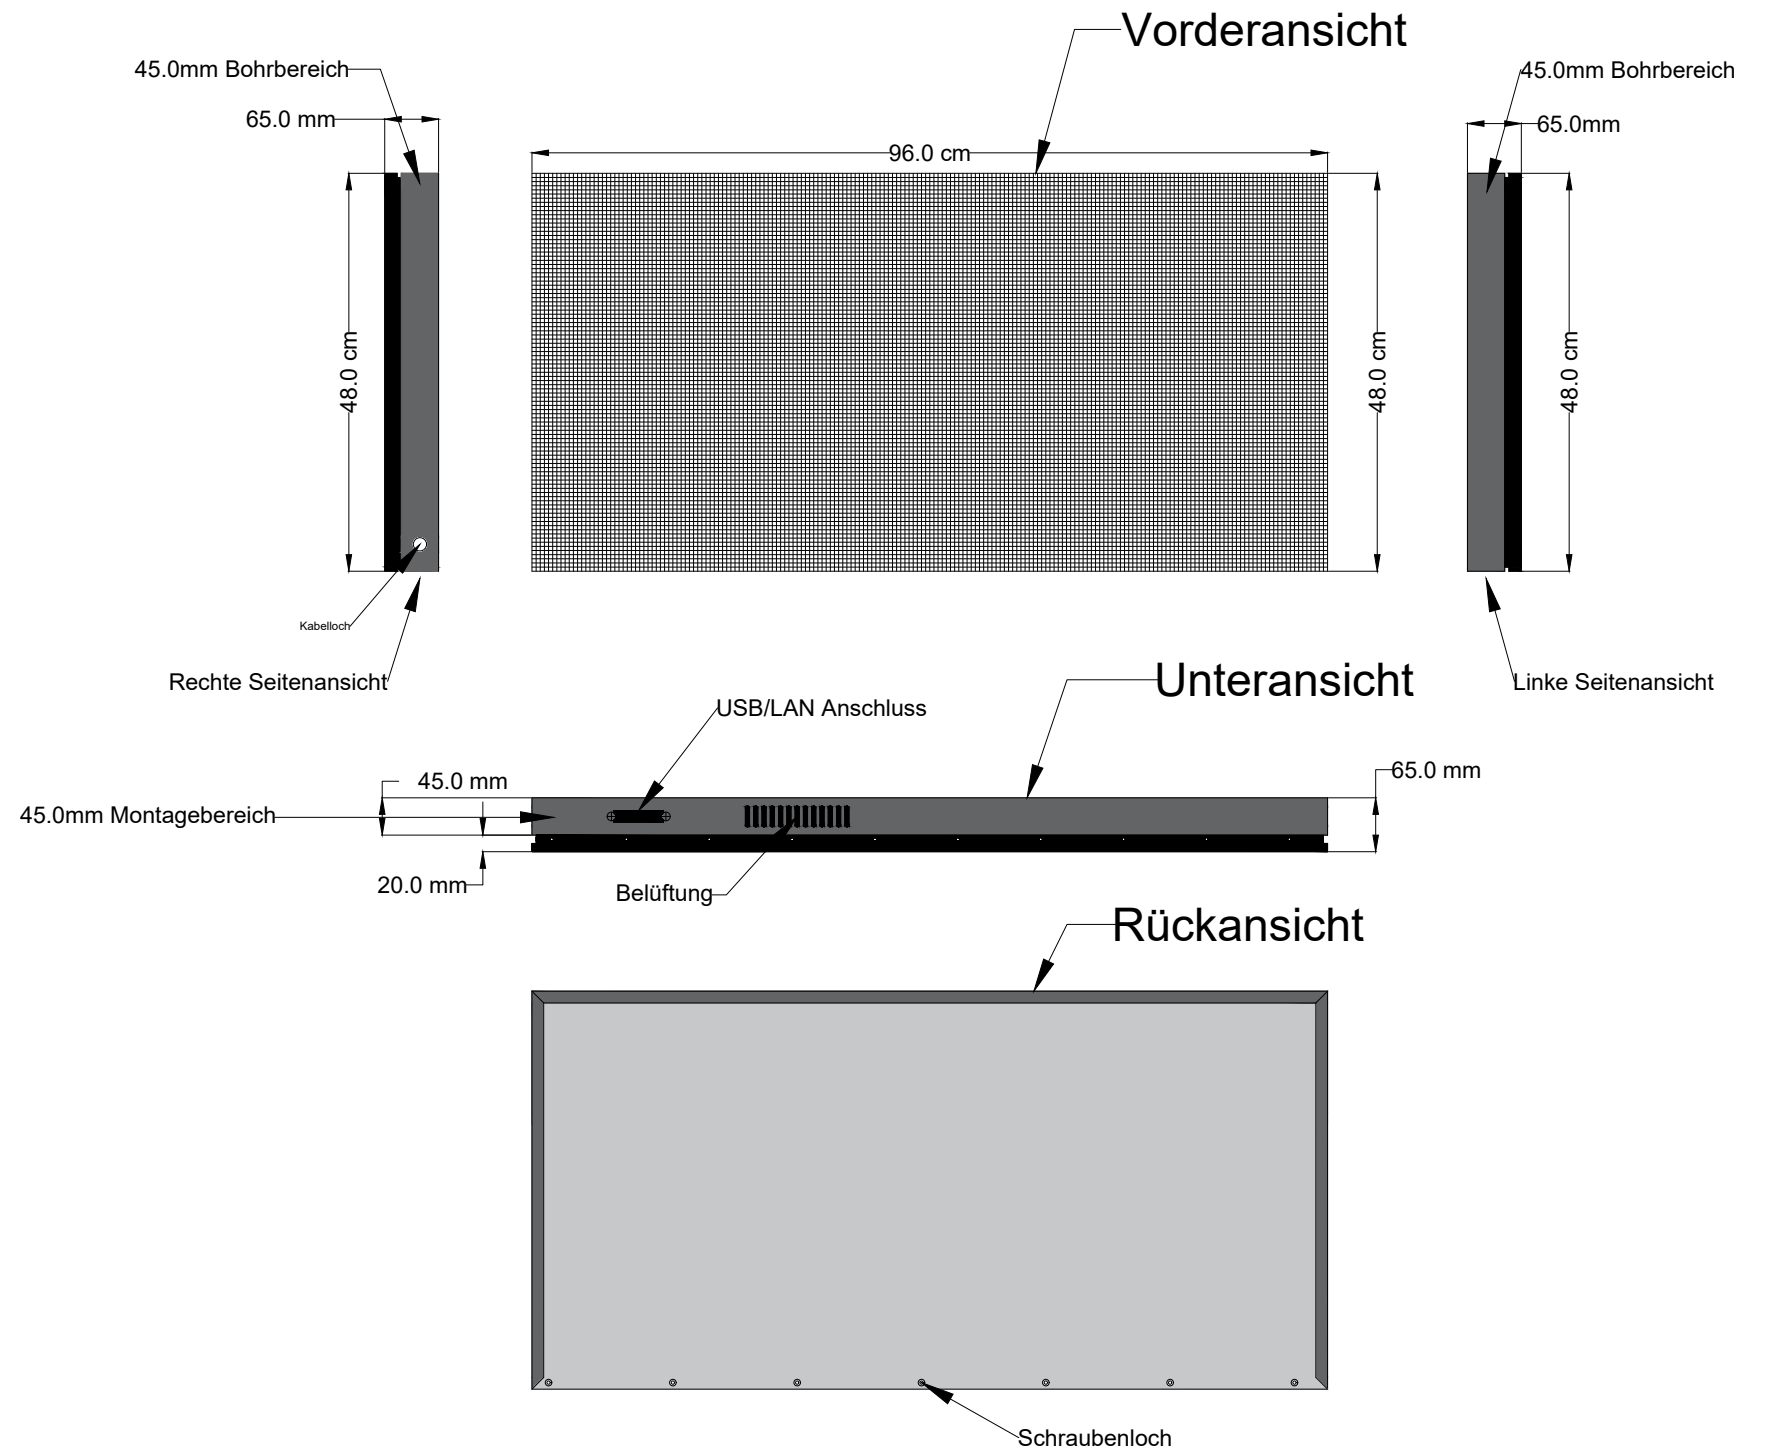 Vorderansicht
45.0mm Bohrbereich
45.0mm Bohrbereich
65.0 mm
65.0mm
96.0 cm
48.0 cm
48.0 cm
48.0 cm
Kabelloch
Rechte Seitenansicht
Linke Seitenansicht
Unteransicht
USB/LAN Anschluss
45.0 mm
65.0 mm
45.0mm Montagebereich
20.0 mm
Belüftung
Rückansicht
Schraubenloch